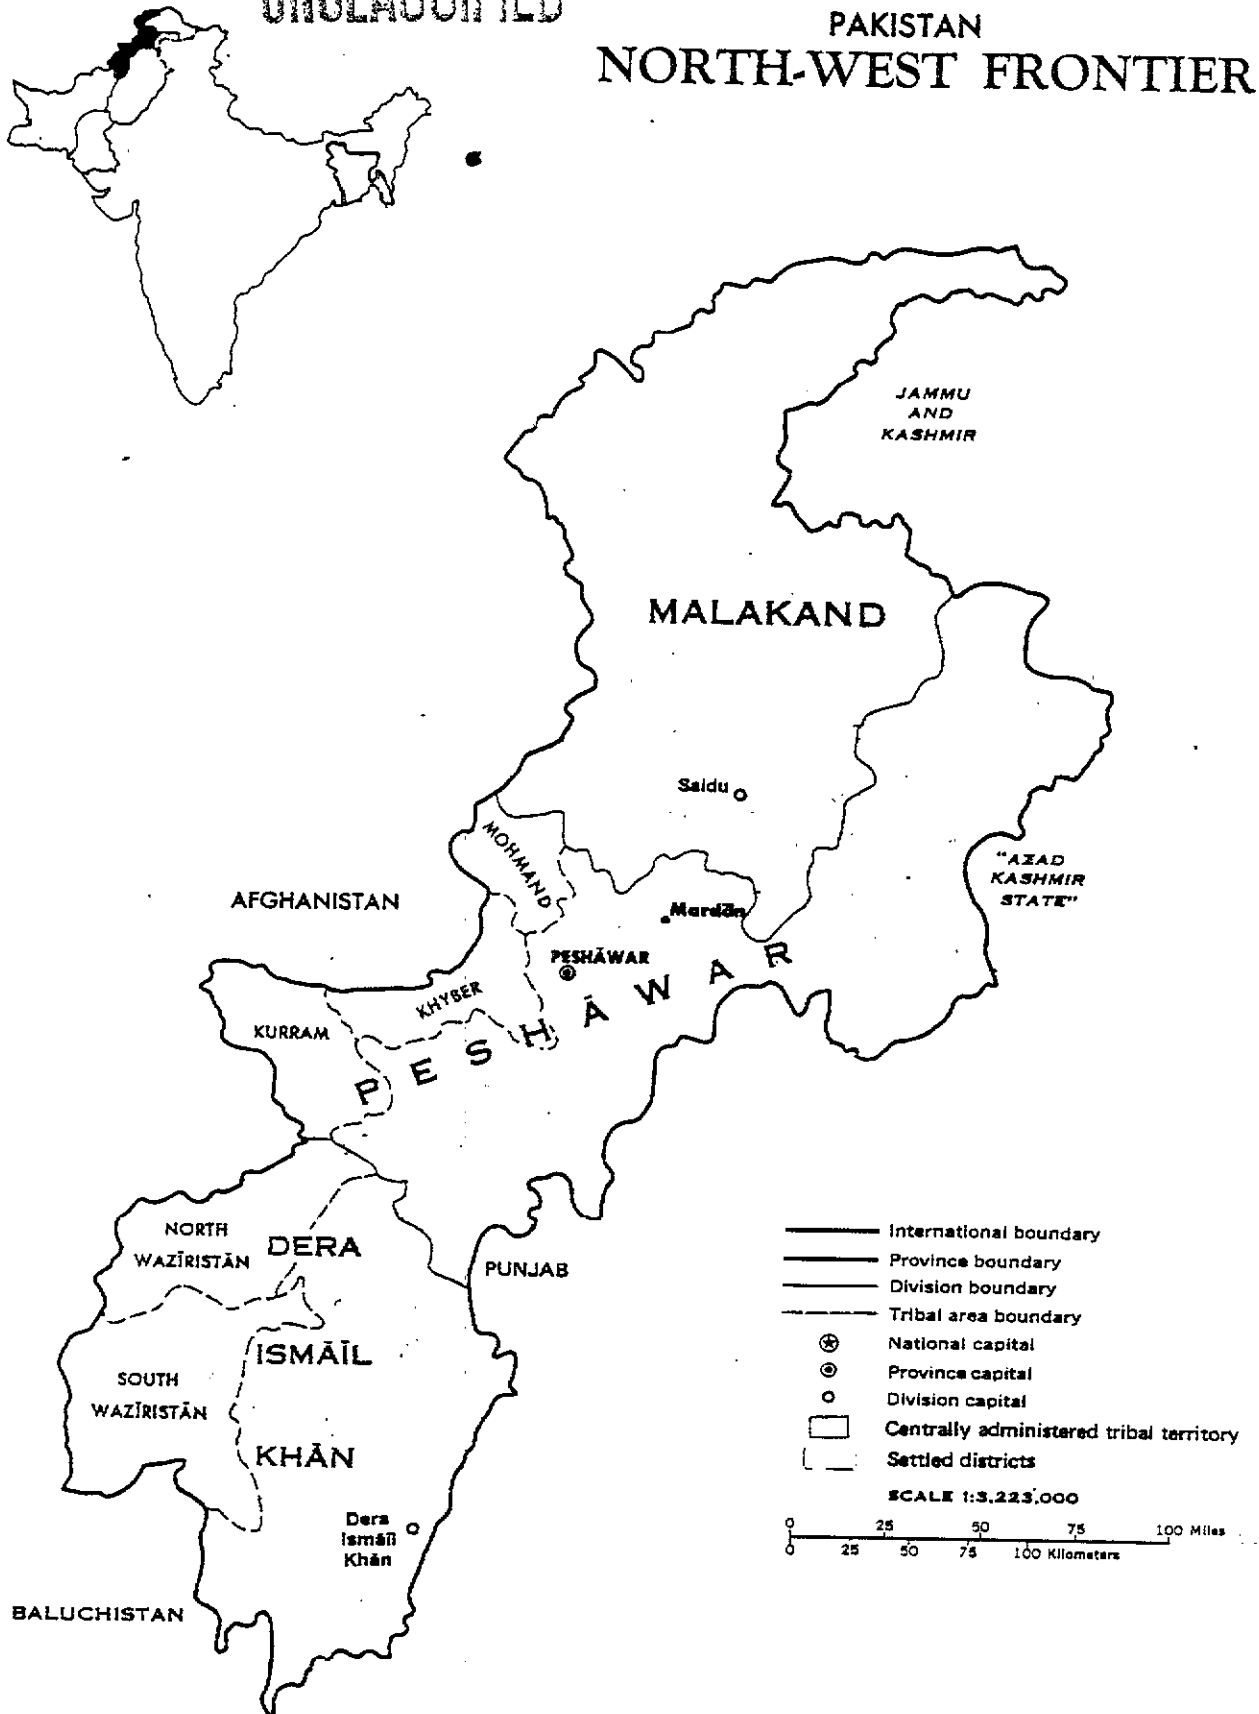 UNCLASSIFIED
PAKISTAN
NORTH-WEST FRONTIER
JAMMU
AND
KASHMIR
MALAKAND
Saidu
MOHMAND
"AZAD
KASHMIR
STATE"
AFGHANISTAN
Mardān
PESHĀWAR
PESHĀWAR
KHYBER
KURRAM
NORTH
WAZĪRISTĀN
DERA
ISMĀĪL
KHĀN
PUNJAB
SOUTH
WAZĪRISTĀN
Dera
Ismāīl
Khān
BALUCHISTAN
International boundary
Province boundary
Division boundary
Tribal area boundary
National capital
Province capital
Division capital
Centrally administered tribal territory
Settled districts
SCALE 1:3,223,000
0 25 50 75 100 Miles
0 25 50 75 100 Kilometers